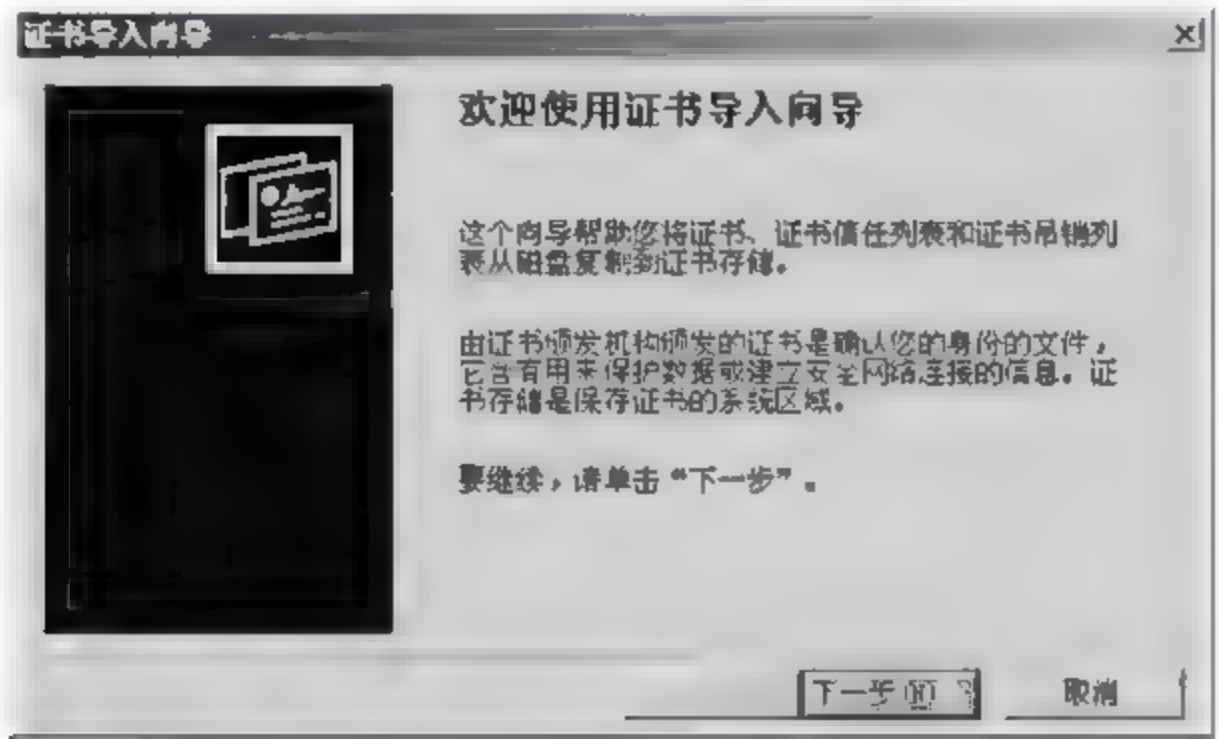 证书导入向导
欢迎使用证书导入向导
这个向导帮助您将证书、证书信任列表和证书吊销列
表从磁盘复制到证书存储。
由证书颁发机构颁发的证书是确认您的身份的文件，
它含有用来保护数据或建立安全网络连接的信息。证
书存储是保存证书的系统区域。
要继续，请单击“下一步”。
下一步(N) 取消